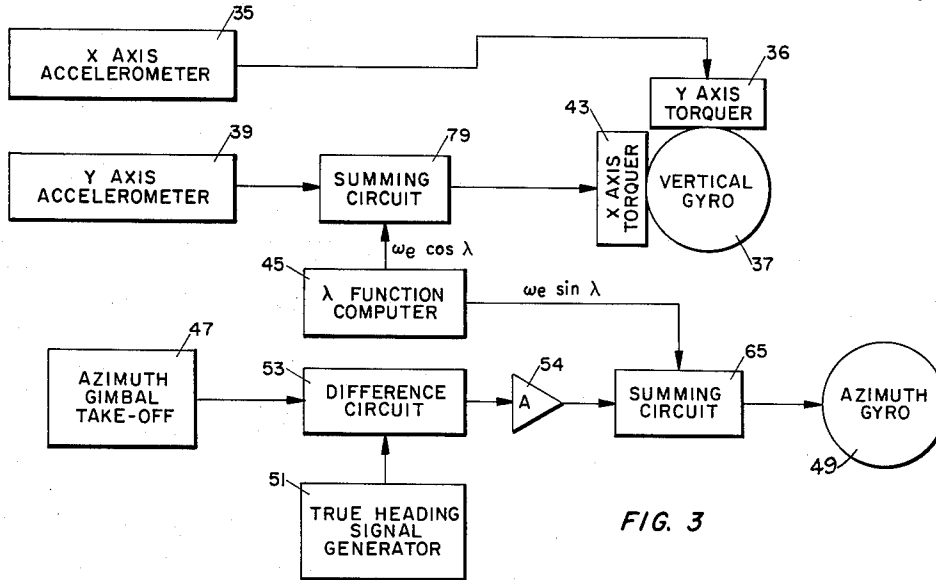 35
X AXIS
ACCELEROMETER
36
Y AXIS
TORQUER
39
Y AXIS
ACCELEROMETER
79
SUMMING
CIRCUIT
43
X AXIS
TORQUER
VERTICAL
GYRO
37
ωe cos λ
45
λ FUNCTION
COMPUTER
ωe sin λ
47
AZIMUTH
GIMBAL
TAKE-OFF
53
DIFFERENCE
CIRCUIT
54
A
65
SUMMING
CIRCUIT
AZIMUTH
GYRO
49
51
TRUE HEADING
SIGNAL
GENERATOR
FIG. 3